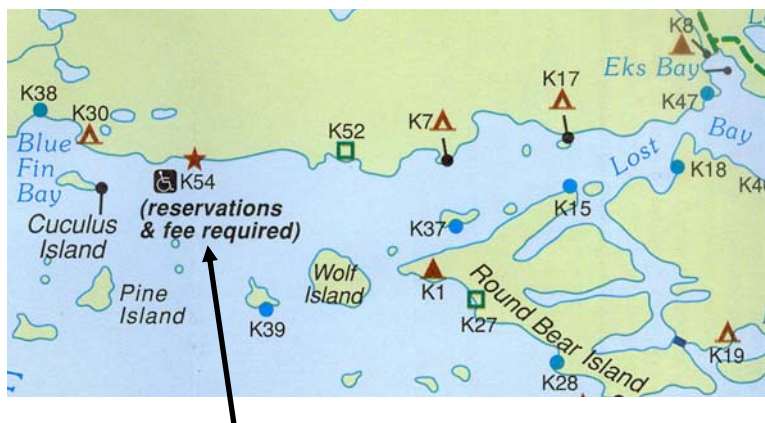 K8
K38
K30
K52
K7
K17
Eks Bay
K47
Blue
Fin
Bay
K54
(reservations
& fee required)
Lost
Bay
K18
K15
K37
Cuculus
Island
Pine
Island
Wolf
Island
K39
K1
K27
Round Bear Island
K28
K19